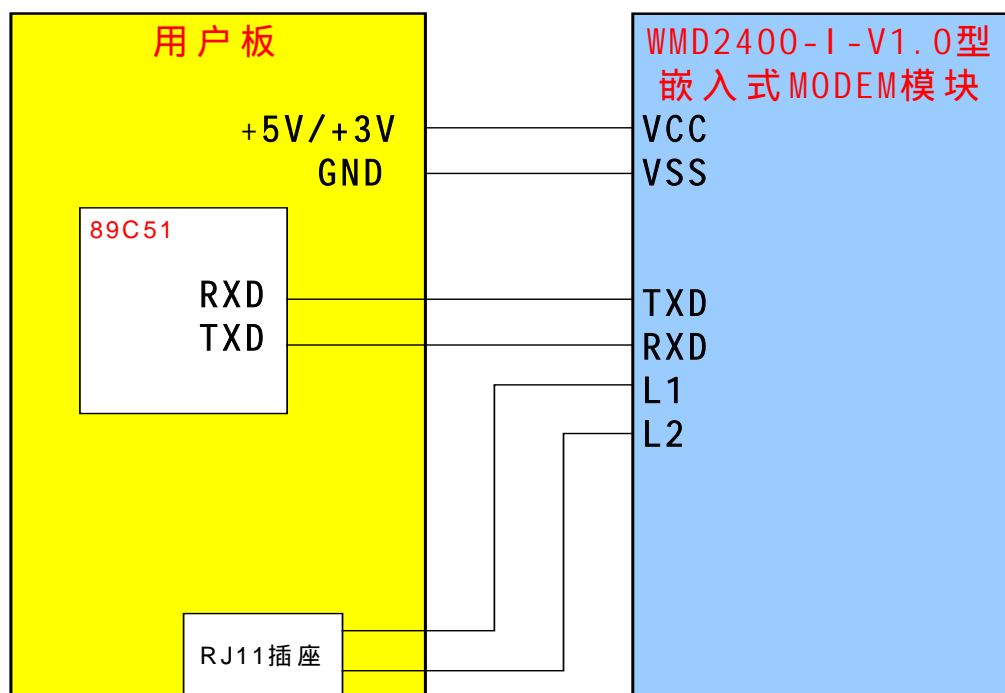 用户板
+5V/+3V
GND
89C51
RXD
TXD
RJ11插座
WMD2400-I-V1.0型
嵌入式MODEM模块
VCC
VSS
TXD
RXD
L1
L2